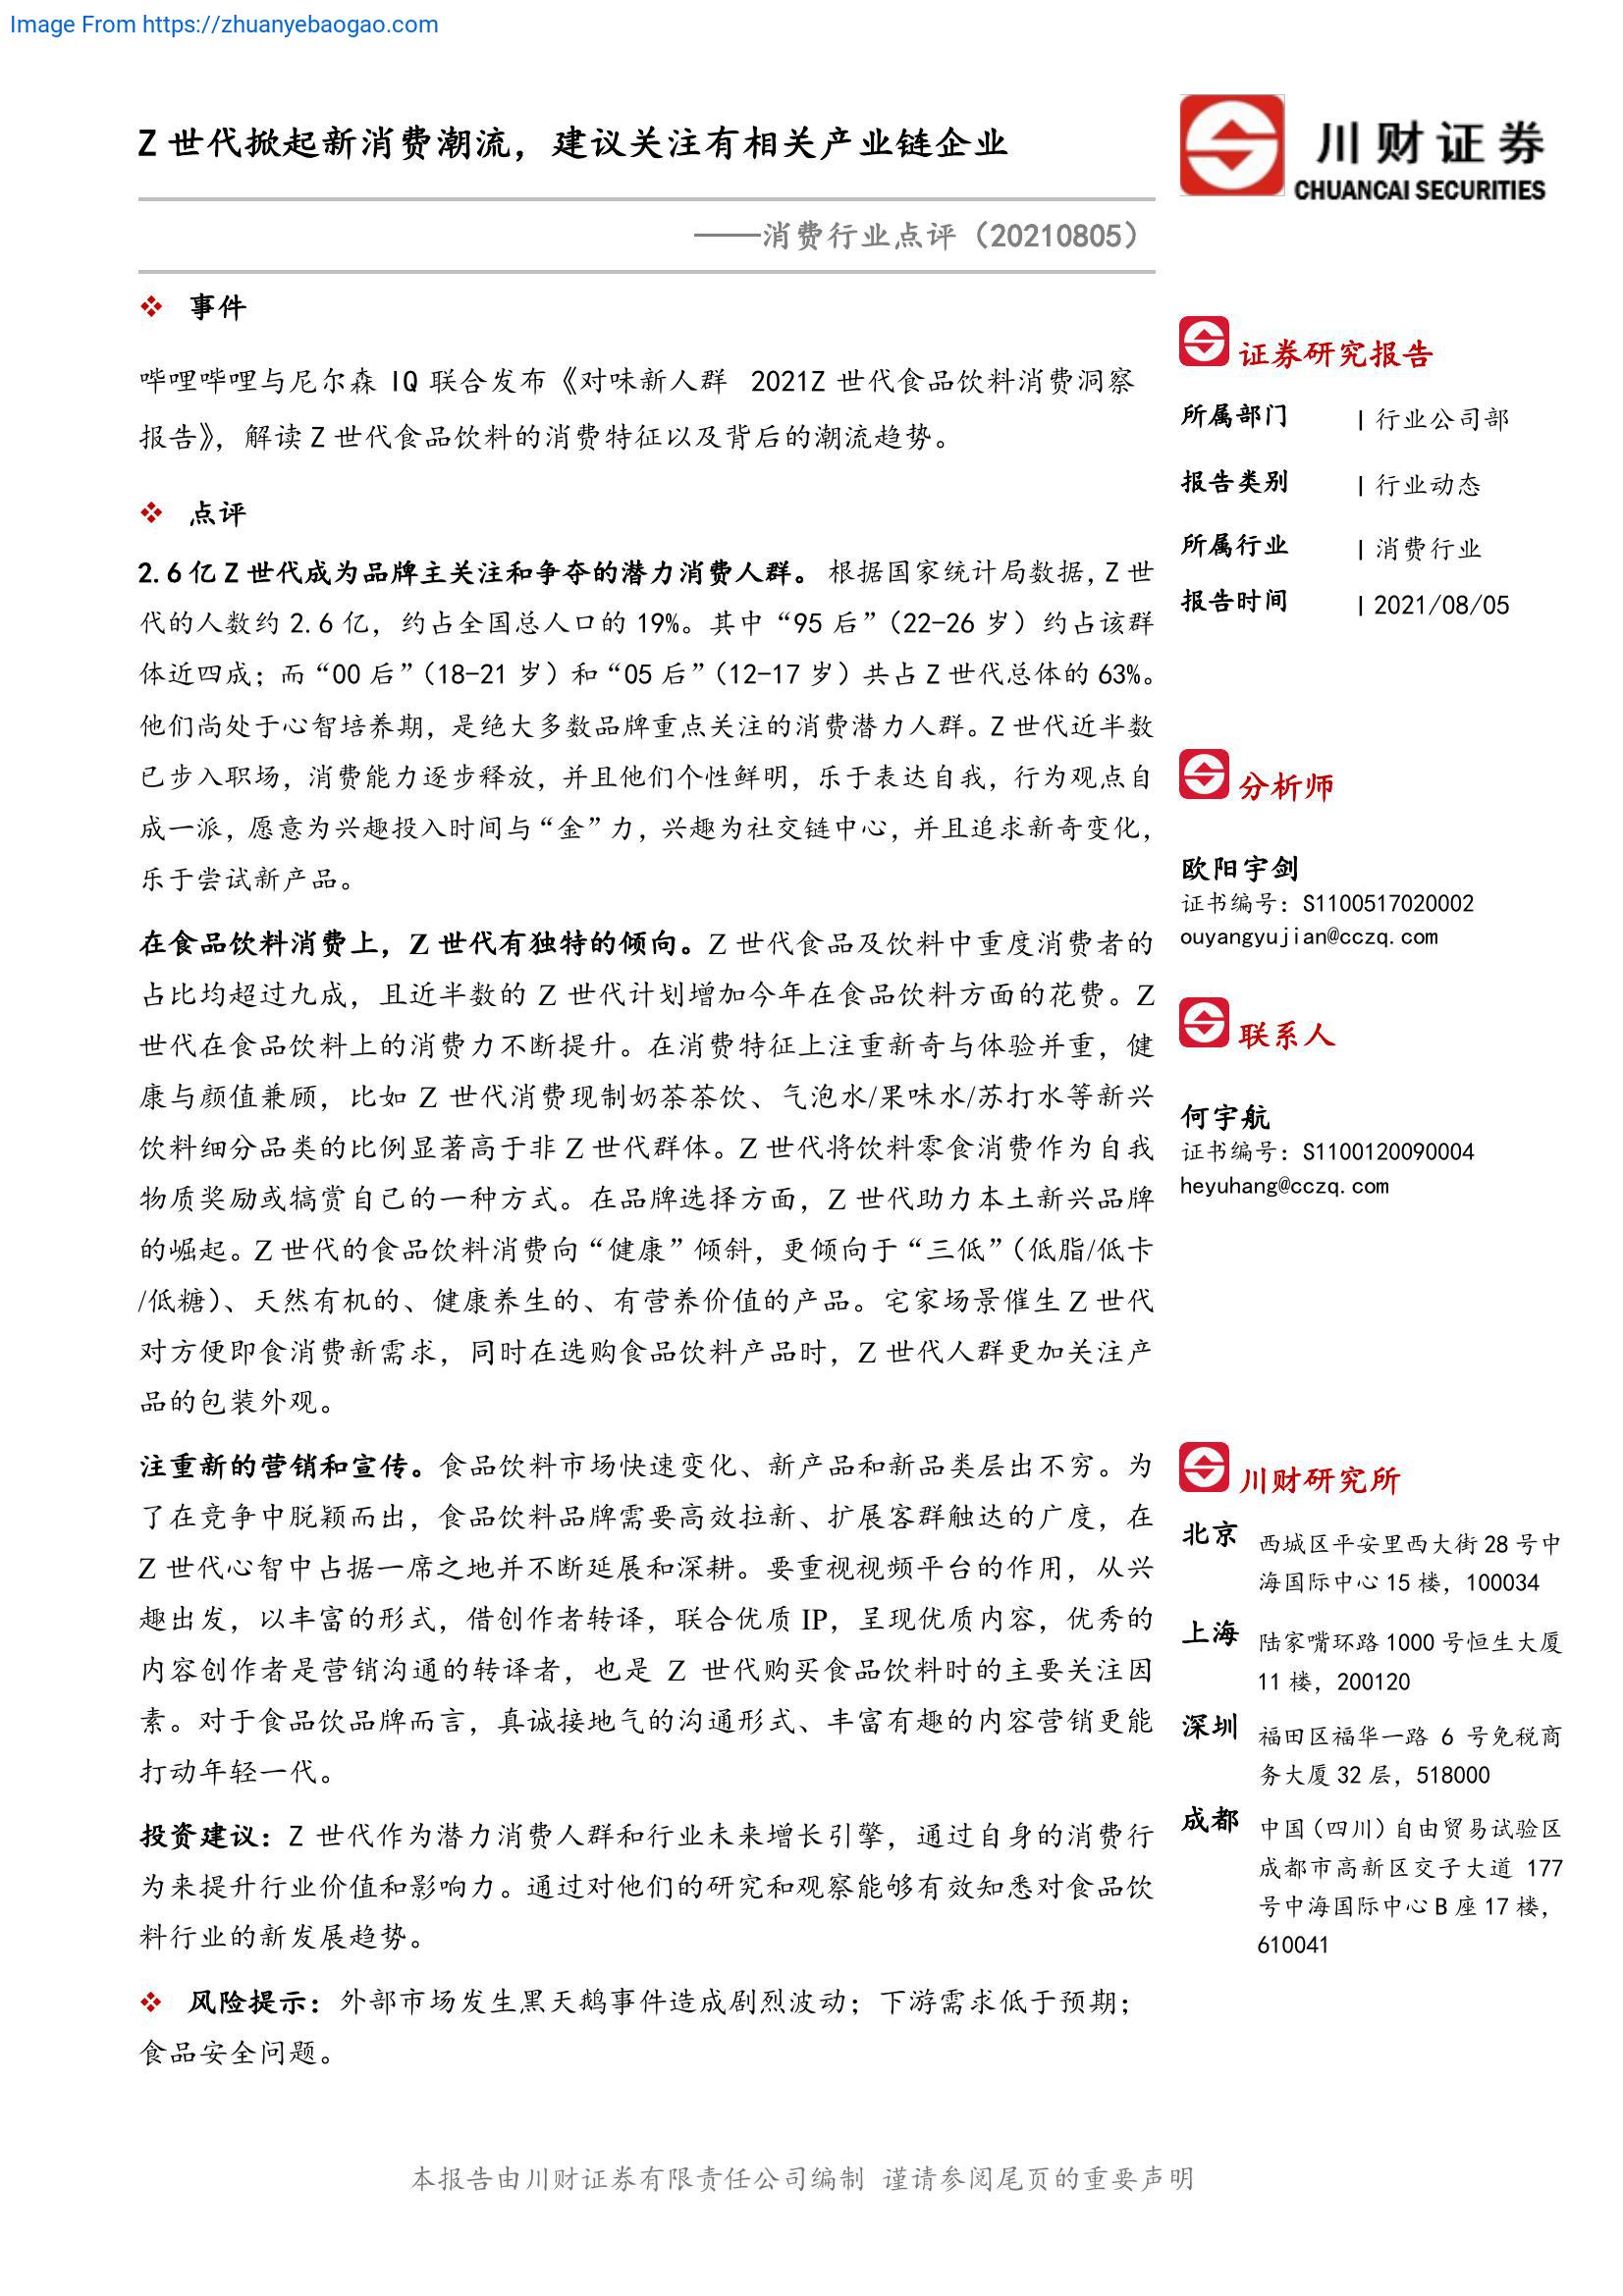 Image From https://zhuanyebaogao.com
Z 世代掀起新消费潮流，建议关注有相关产业链企业
——消费行业点评（20210805）
川财证券
CHUANCAI SECURITIES
❖ 事件
哔哩哔哩与尼尔森 IQ 联合发布《对味新人群 2021Z 世代食品饮料消费洞察
报告》，解读 Z 世代食品饮料的消费特征以及背后的潮流趋势。
❖ 点评
2.6 亿 Z 世代成为品牌主关注和争夺的潜力消费人群。根据国家统计局数据，Z 世
代的人数约 2.6 亿，约占全国总人口的 19%。其中“95 后”（22-26 岁）约占该群
体近四成；而“00 后”（18-21 岁）和“05 后”（12-17 岁）共占 Z 世代总体的 63%。
他们尚处于心智培养期，是绝大多数品牌重点关注的消费潜力人群。Z 世代近半数
已步入职场，消费能力逐步释放，并且他们个性鲜明，乐于表达自我，行为观点自
成一派，愿意为兴趣投入时间与“金”力，兴趣为社交链中心，并且追求新奇变化，
乐于尝试新产品。
在食品饮料消费上，Z 世代有独特的倾向。Z 世代食品及饮料中重度消费者的
占比均超过九成，且近半数的 Z 世代计划增加今年在食品饮料方面的花费。Z
世代在食品饮料上的消费力不断提升。在消费特征上注重新奇与体验并重，健
康与颜值兼顾，比如 Z 世代消费现制奶茶茶饮、气泡水/果味水/苏打水等新兴
饮料细分品类的比例显著高于非 Z 世代群体。Z 世代将饮料零食消费作为自我
物质奖励或犒赏自己的一种方式。在品牌选择方面，Z 世代助力本土新兴品牌
的崛起。Z 世代的食品饮料消费向“健康”倾斜，更倾向于“三低”（低脂/低卡
/低糖）、天然有机的、健康养生的、有营养价值的产品。宅家场景催生 Z 世代
对方便即食消费新需求，同时在选购食品饮料产品时，Z 世代人群更加关注产
品的包装外观。
注重新的营销和宣传。食品饮料市场快速变化、新产品和新品类层出不穷。为
了在竞争中脱颖而出，食品饮料品牌需要高效拉新、扩展客群触达的广度，在
Z 世代心智中占据一席之地并不断延展和深耕。要重视视频平台的作用，从兴
趣出发，以丰富的形式，借创作者转译，联合优质 IP，呈现优质内容，优秀的
内容创作者是营销沟通的转译者，也是 Z 世代购买食品饮料时的主要关注因
素。对于食品饮品牌而言，真诚接地气的沟通形式、丰富有趣的内容营销更能
打动年轻一代。
投资建议：Z 世代作为潜力消费人群和行业未来增长引擎，通过自身的消费行
为来提升行业价值和影响力。通过对他们的研究和观察能够有效知悉对食品饮
料行业的新发展趋势。
❖ 风险提示：外部市场发生黑天鹅事件造成剧烈波动；下游需求低于预期；
食品安全问题。
证券研究报告
所属部门 | 行业公司部
报告类别 | 行业动态
所属行业 | 消费行业
报告时间 | 2021/08/05
分析师
欧阳宇剑
证书编号：S1100517020002
ouyangyujian@cczq.com
联系人
何宇航
证书编号：S1100120090004
heyuhang@cczq.com
川财研究所
北京 西城区平安里西大街 28 号中
海国际中心 15 楼，100034
上海 陆家嘴环路 1000 号恒生大厦
11 楼，200120
深圳 福田区福华一路 6 号免税商
务大厦 32 层，518000
成都 中国（四川）自由贸易试验区
成都市高新区交子大道 177
号中海国际中心 B 座 17 楼，
610041
本报告由川财证券有限责任公司编制 谨请参阅尾页的重要声明